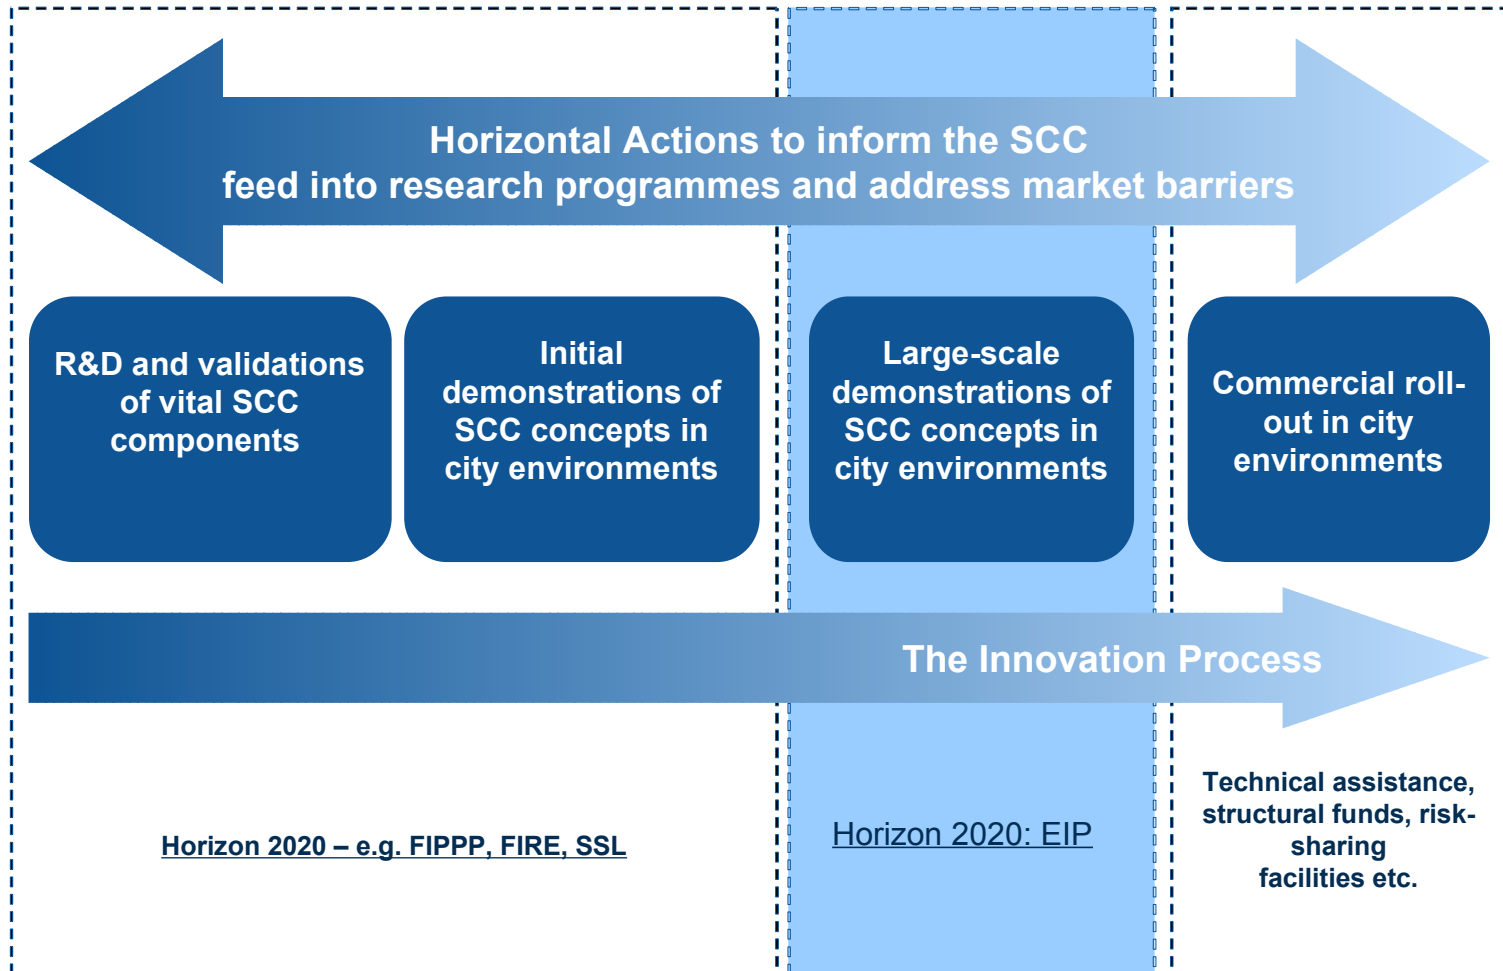 Horizontal Actions to inform the SCC
feed into research programmes and address market barriers
R&D and validations
of vital SCC
components
Initial
demonstrations of
SCC concepts in
city environments
Large-scale
demonstrations of
SCC concepts in
city environments
Commercial roll-
out in city
environments
The Innovation Process
Horizon 2020 – e.g. FIPPP, FIRE, SSL
Horizon 2020: EIP
Technical assistance,
structural funds, risk-
sharing
facilities etc.